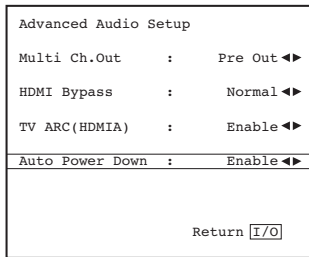 Advanced Audio Setup
Multi Ch.Out : Pre Out ◄►
HDMI Bypass : Normal ◄►
TV ARC(HDMIA) : Enable ◄►
Auto Power Down : Enable ◄►
Return I/O